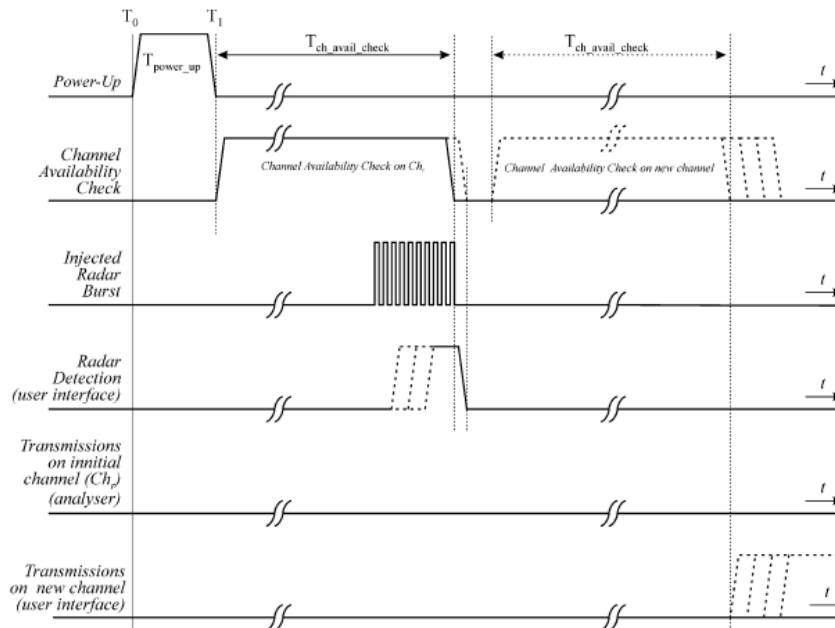 T0 T1
Tch_avail_check Tch_avail_check
Tpower_up
Power-Up
t
Channel
Availability
Check
Channel Availability Check on Chr
Channel Availability Check on new channel
t
Injected
Radar
Burst
t
Radar
Detection
(user interface)
t
Transmissions
on innitial
channel (Chr)
(analyser)
t
Transmissions
on new channel
(user interface)
t